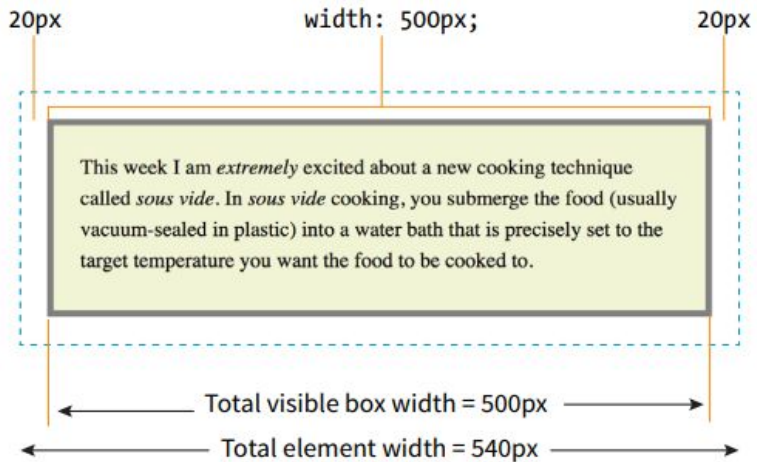 20px width: 500px; 20px
This week I am extremely excited about a new cooking technique
called sous vide. In sous vide cooking, you submerge the food (usually
vacuum-sealed in plastic) into a water bath that is precisely set to the
target temperature you want the food to be cooked to.
Total visible box width = 500px
Total element width = 540px